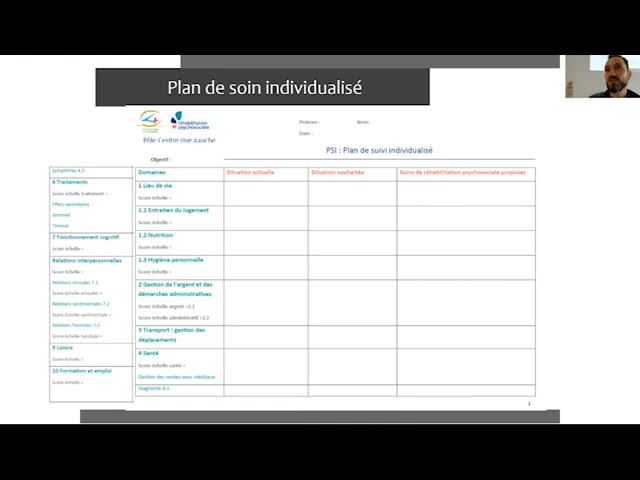 Plan de soin individualisé
réhabilitation
psychosociale
Pôle Centre rive gauche
Prénom :
Nom:
Date :
PSI : Plan de suivi individualisé
Objectif :
Symptômes 4.2
6 Traitements
Score échelle traitement =
Effets secondaires
Sommeil
Toxique
7 Fonctionnement cognitif
Score échelle =
Relations interpersonnelles
Score échelle =
Relations amicales 7.1
Score échelle amicales =
Relations sentimentales 7.2
Score échelle sentimentale =
Relations familiales 7.3
Score échelle familiale =
9 Loisirs
Score échelle =
10 Formation et emploi
Score échelle =
Domaines
Situation actuelle
Situation souhaitée
Soins de réhabilitation psychosociale proposés
1 Lieu de vie
Score échelle =
1.1 Entretien du logement
Score échelle =
1.2 Nutrition
Score échelle =
1.3 Hygiène personnelle
Score échelle =
2 Gestion de l'argent et des
démarches administratives
Score échelle argent =2.1
Score échelle administratif =2.2
3 Transport : gestion des
déplacements
4 Santé
Score échelle santé =
Gestion des rendez vous médicaux
Diagnostic 4.1
1